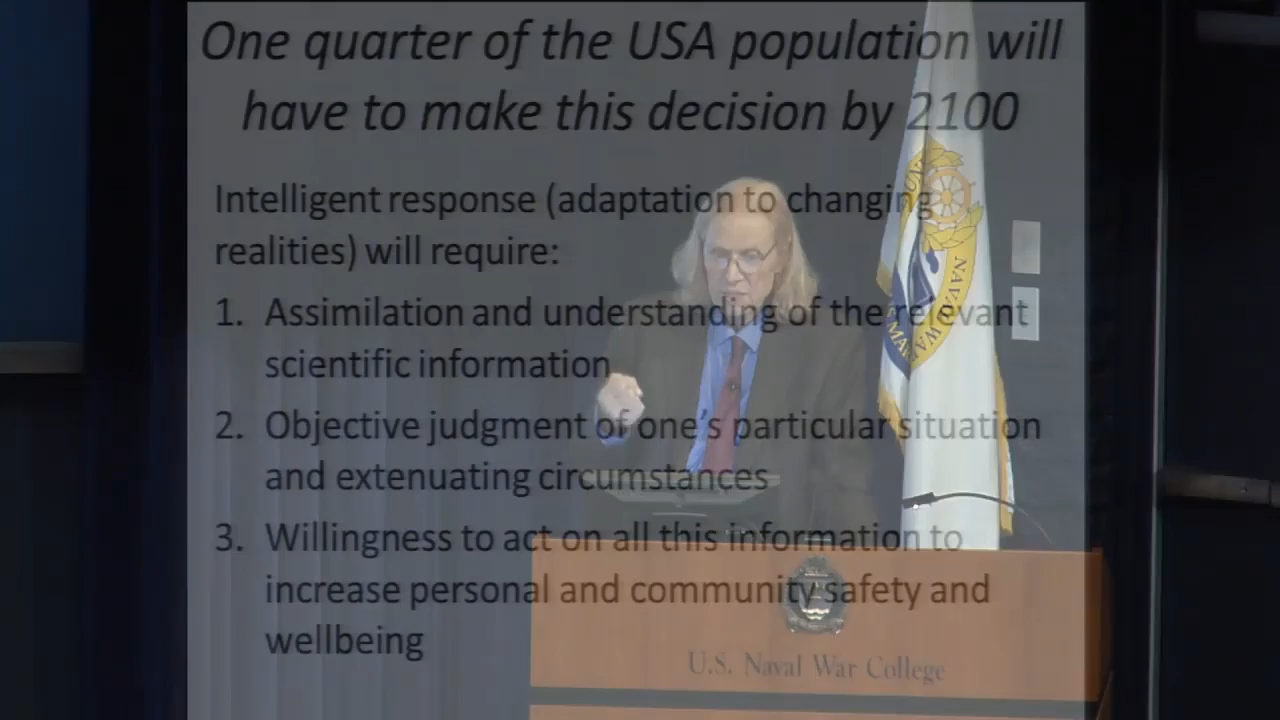 One quarter of the USA population will
have to make this decision by 2100
Intelligent response (adaptation to changing
realities) will require:
1. Assimilation and understanding of the relevant
scientific information
2. Objective judgment of one's particular situation
and extenuating circumstances
3. Willingness to act on all this information to
increase personal and community safety and
wellbeing
NAVAL WAR
U.S. Naval War College